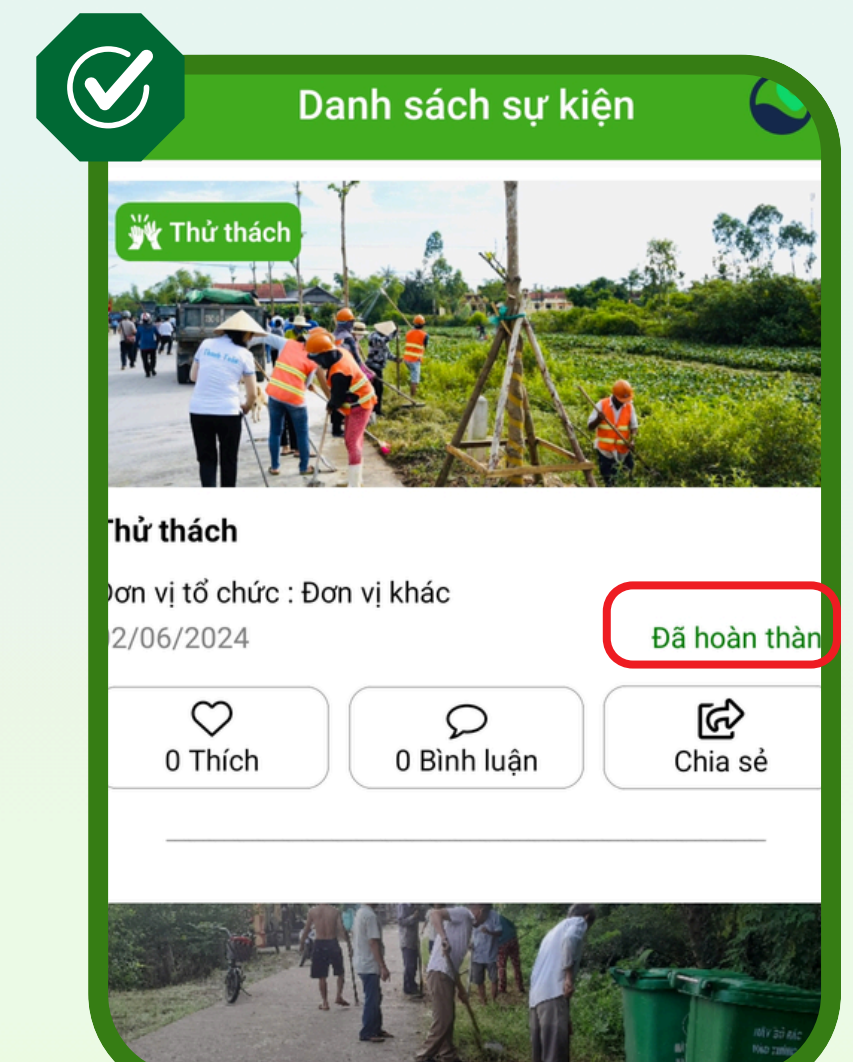 Danh sách sự kiện
Thử thách
Thử thách
Đơn vị tổ chức : Đơn vị khác
02/06/2024
Đã hoàn thàn
0 Thích
0 Bình luận
Chia sẻ